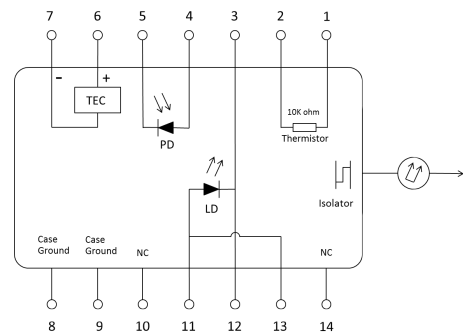 7 6 5 4 3 2 1
- +
TEC
10K ohm
PD
Thermistor
LD
Isolator
Case Ground
Case Ground
NC
NC
8 9 10 11 12 13 14